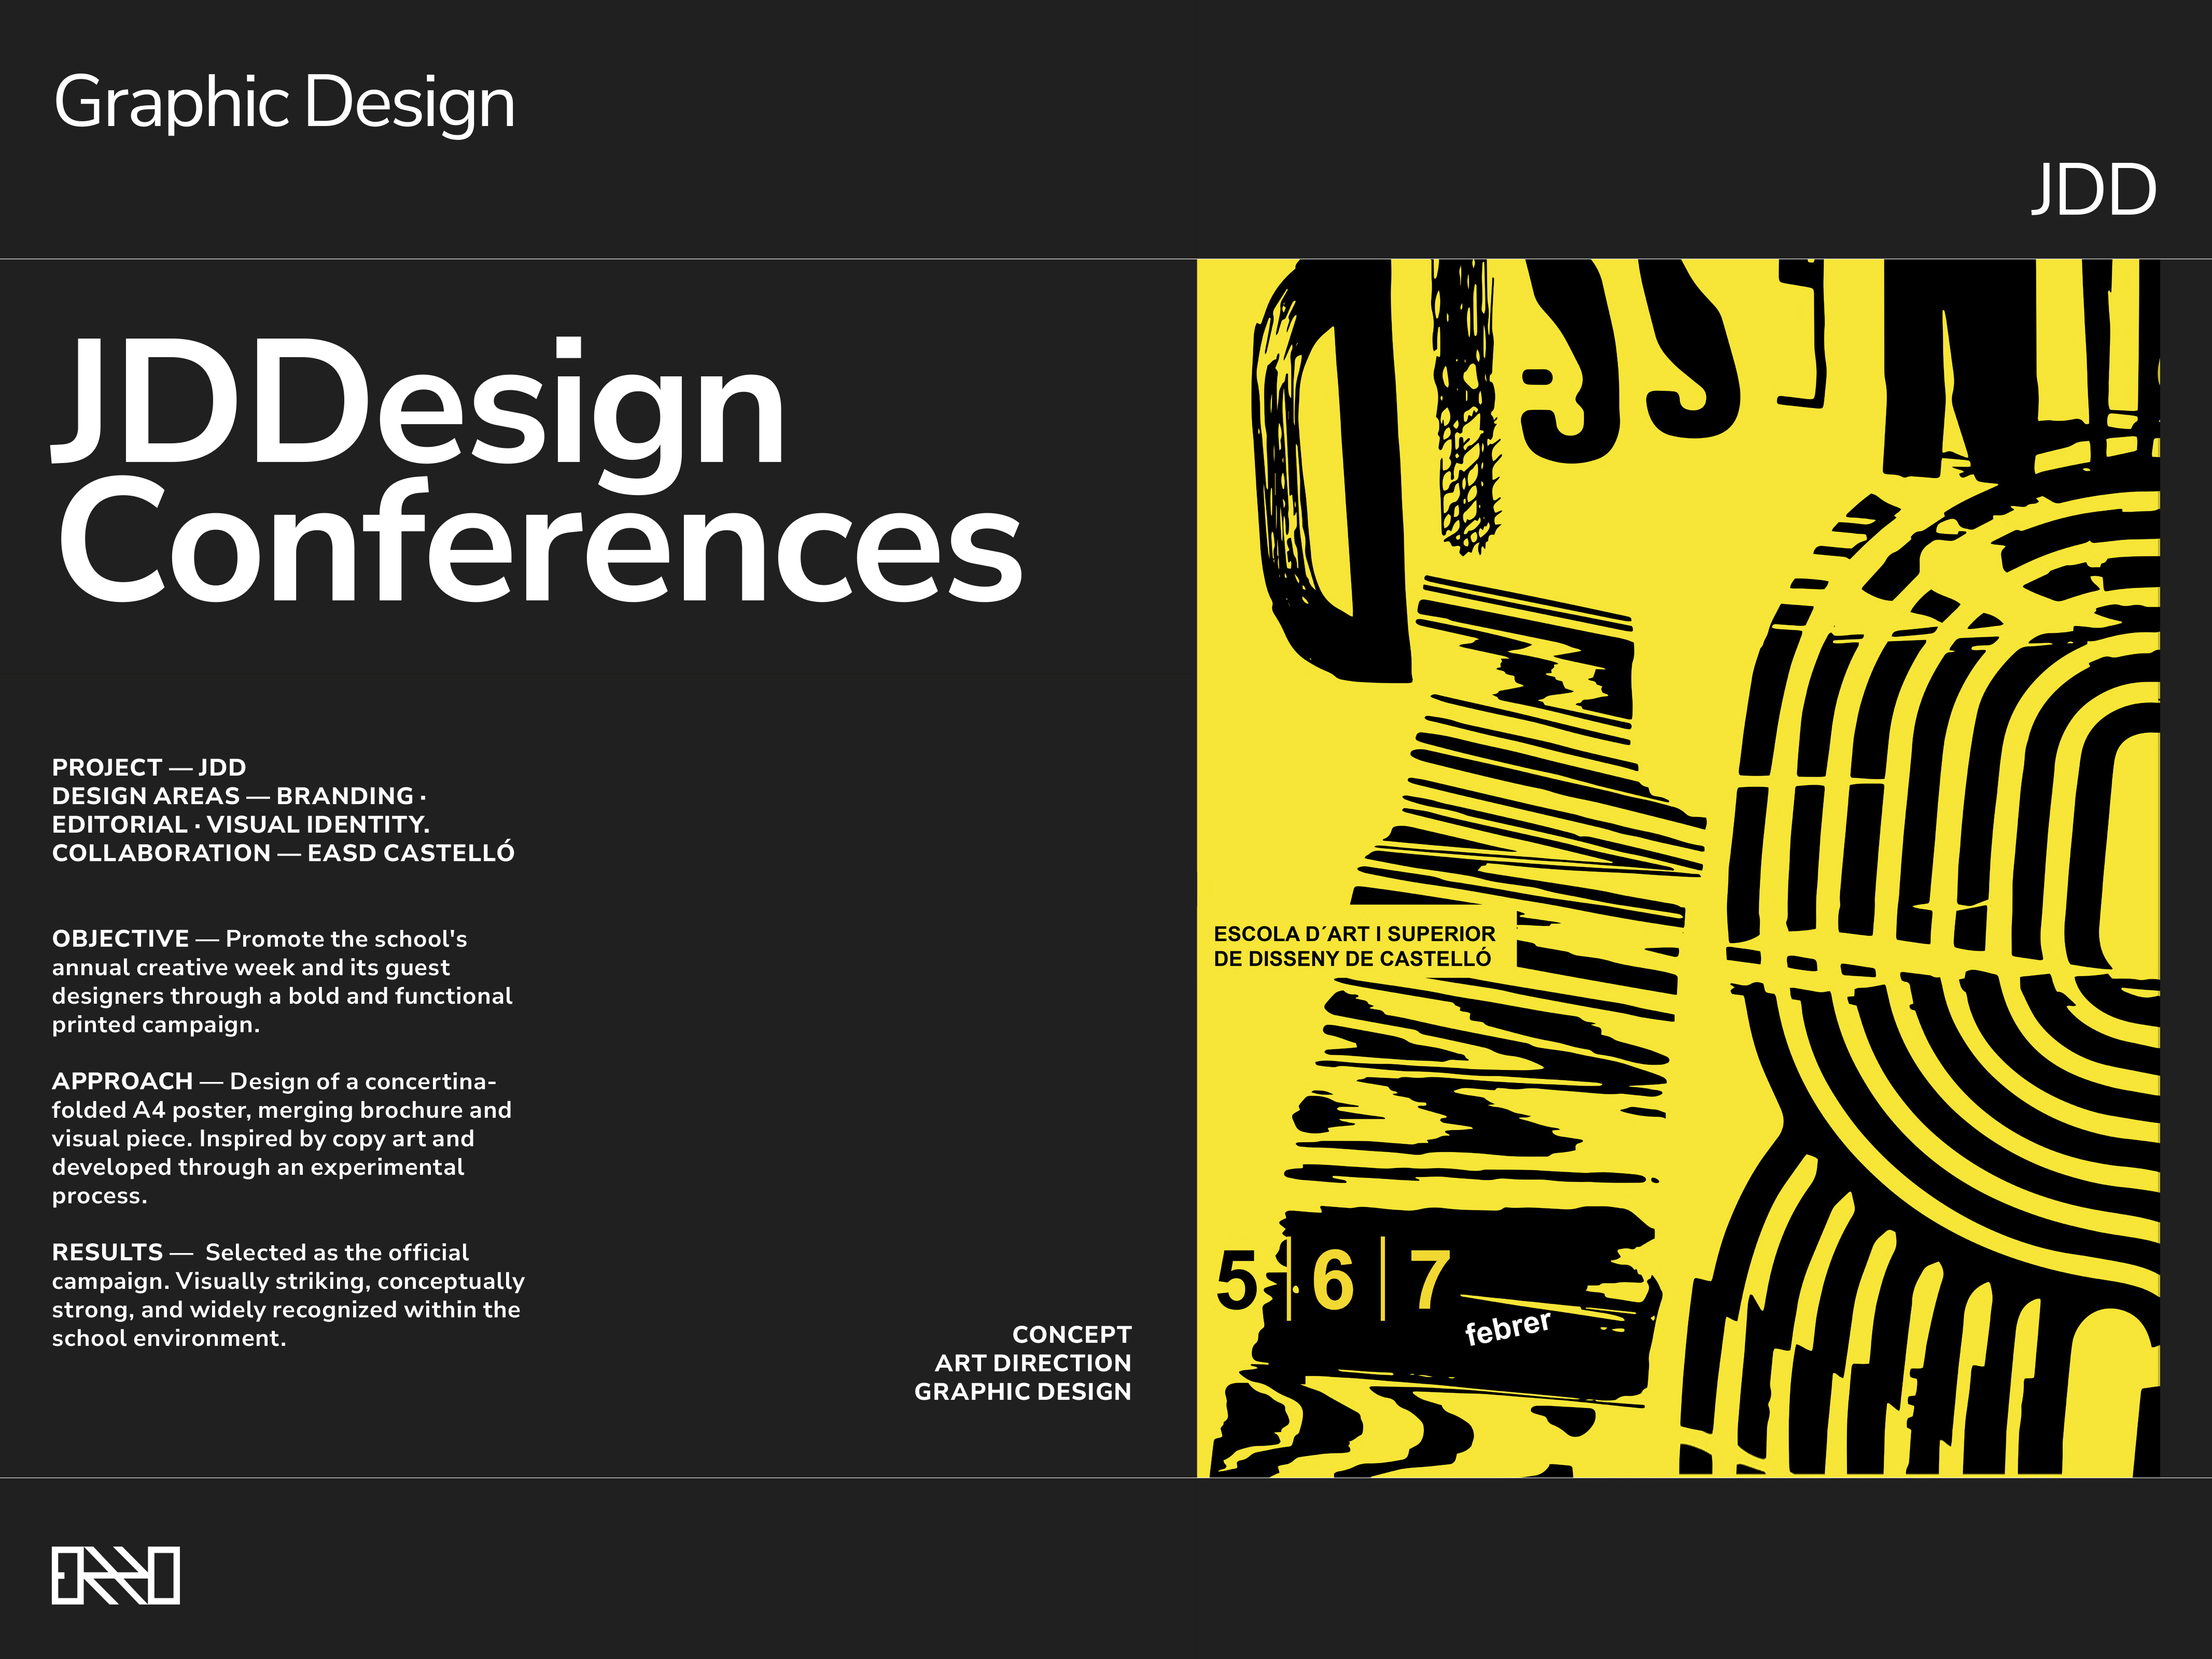 Graphic Design
JDD
JDDesign
Conferences
PROJECT — JDD
DESIGN AREAS — BRANDING ·
EDITORIAL · VISUAL IDENTITY.
COLLABORATION — EASD CASTELLÓ
OBJECTIVE — Promote the school's
annual creative week and its guest
designers through a bold and functional
printed campaign.
APPROACH — Design of a concertina-
folded A4 poster, merging brochure and
visual piece. Inspired by copy art and
developed through an experimental
process.
RESULTS — Selected as the official
campaign. Visually striking, conceptually
strong, and widely recognized within the
school environment.
CONCEPT
ART DIRECTION
GRAPHIC DESIGN
ESCOLA D´ART I SUPERIOR
DE DISSENY DE CASTELLÓ
5|6|7
febrer